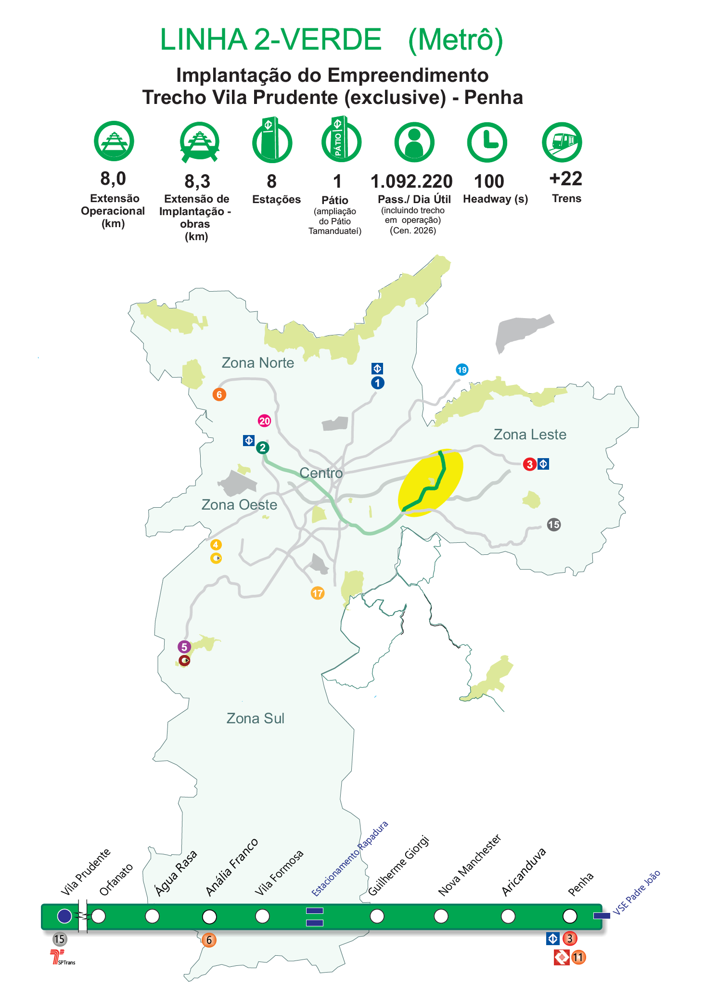 LINHA 2-VERDE (Metrô)
Implantação do Empreendimento
Trecho Vila Prudente (exclusive) - Penha
PÁTIO
8,0
8,3
8
1
1.092.220
100
+22
Extensão
Operacional
(km)
Extensão de
Implantação -
obras
(km)
Estações
Pátio
(ampliação
do Pátio
Tamanduateí)
Pass./ Dia Útil
(incluindo trecho
em operação)
(Cen. 2026)
Headway (s)
Trens
Zona Norte
1
19
6
20
2
Zona Leste
3
Centro
Zona Oeste
15
4
17
5
Zona Sul
Vila Prudente
Orfanato
Água Rasa
Anália Franco
Vila Formosa
Estacionamento Rapadura
Guilherme Giorgi
Nova Manchester
Aricanduva
Penha
VSE Padre João
15
SPTrans
6
3
11